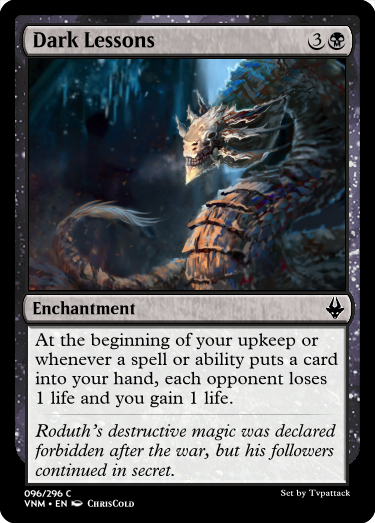 Dark Lessons 3
Enchantment
At the beginning of your upkeep or
whenever a spell or ability puts a card
into your hand, each opponent loses
1 life and you gain 1 life.
Roduth's destructive magic was declared
forbidden after the war, but his followers
continued in secret.
096/296 C
VNM • EN ChrisCold
Set by Tvpattack